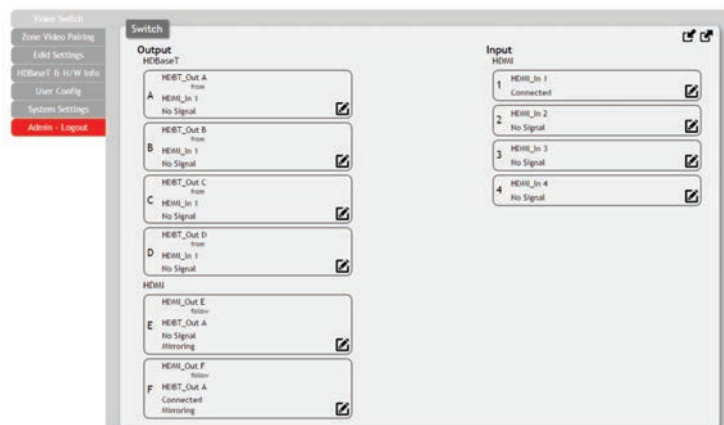 Video Switch
Zone Video Pairing
Edid Settings
HDBaseT & H/W Info
User Config
System Settings
Admin - Logout
Switch
Output
HDBaseT
A
HDBT_Out A
from
HDMI_In 1
No Signal
B
HDBT_Out B
from
HDMI_In 1
No Signal
C
HDBT_Out C
from
HDMI_In 1
No Signal
D
HDBT_Out D
from
HDMI_In 1
No Signal
HDMI
E
HDMI_Out E
follow
HDBT_Out A
No Signal
Mirroring
F
HDMI_Out F
follow
HDBT_Out A
Connected
Mirroring
Input
HDMI
1
HDMI_In 1
Connected
2
HDMI_In 2
No Signal
3
HDMI_In 3
No Signal
4
HDMI_In 4
No Signal